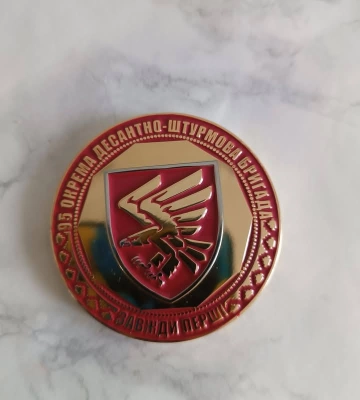 95 ОКРЕМА ДЕСАНТНО-ШТУРМОВА БРИГАДА
ЗАВЖДИ ПЕРШІ